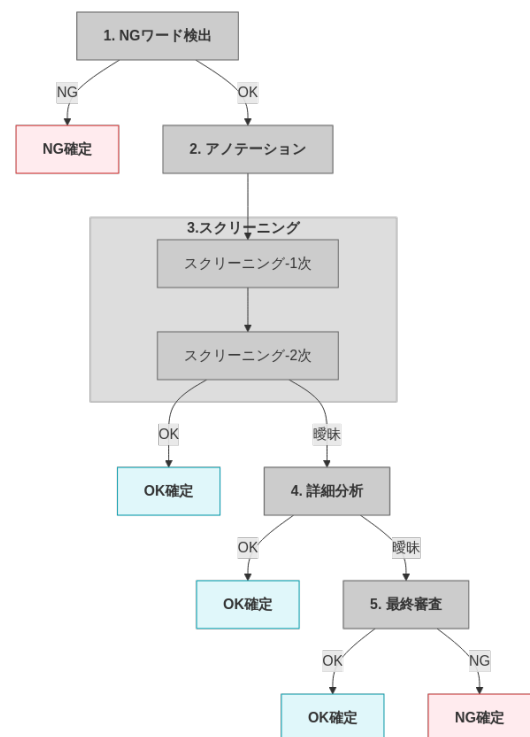 1. NGワード検出
NG
OK
NG確定
2. アノテーション
3.スクリーニング
スクリーニング-1次
スクリーニング-2次
OK
曖昧
OK確定
4. 詳細分析
OK
曖昧
OK確定
5. 最終審査
OK
NG
OK確定
NG確定